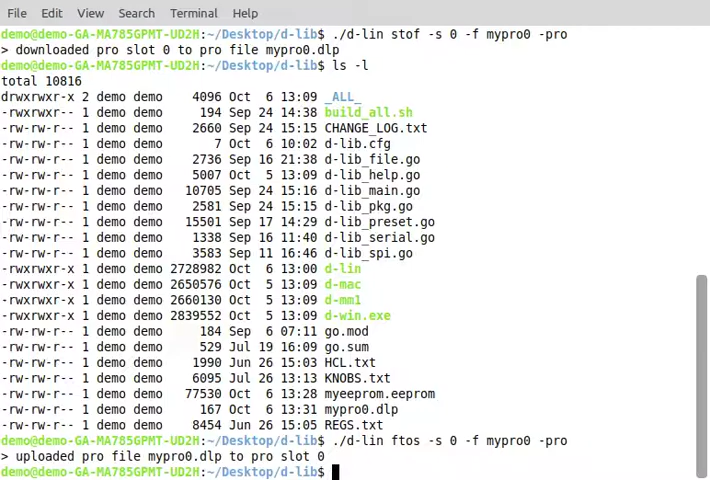 File Edit View Search Terminal Help
demo@demo-GA-MA785GPMT-UD2H:~/Desktop/d-lib$ ./d-lin stof -s 0 -f mypro0 -pro
> downloaded pro slot 0 to pro file mypro0.dlp
demo@demo-GA-MA785GPMT-UD2H:~/Desktop/d-lib$ ls -l
total 10816
drwxrwxr-x 2 demo demo 4096 Oct 6 13:09 _ALL_
-rwxrwxr-- 1 demo demo 194 Sep 24 14:38 build_all.sh
-rw-rw-r-- 1 demo demo 2660 Sep 24 15:15 CHANGE_LOG.txt
-rw-rw-r-- 1 demo demo 7 Oct 6 10:02 d-lib.cfg
-rw-rw-r-- 1 demo demo 2736 Sep 16 21:38 d-lib_file.go
-rw-rw-r-- 1 demo demo 5007 Oct 5 13:09 d-lib_help.go
-rw-rw-r-- 1 demo demo 10705 Sep 24 15:16 d-lib_main.go
-rw-rw-r-- 1 demo demo 2581 Sep 24 15:15 d-lib_pkg.go
-rw-rw-r-- 1 demo demo 15501 Sep 17 14:29 d-lib_preset.go
-rw-rw-r-- 1 demo demo 1338 Sep 16 11:40 d-lib_serial.go
-rw-rw-r-- 1 demo demo 3583 Sep 11 16:46 d-lib_spi.go
-rwxrwxr-x 1 demo demo 2728982 Oct 6 13:00 d-lin
-rwxrwxr-x 1 demo demo 2650576 Oct 5 13:09 d-mac
-rwxrwxr-x 1 demo demo 2660130 Oct 5 13:09 d-mm1
-rwxrwxr-x 1 demo demo 2839552 Oct 5 13:09 d-win.exe
-rw-rw-r-- 1 demo demo 184 Sep 6 07:11 go.mod
-rw-rw-r-- 1 demo demo 529 Jul 19 16:09 go.sum
-rw-rw-r-- 1 demo demo 1990 Jun 26 15:03 HCL.txt
-rw-rw-r-- 1 demo demo 6095 Jun 26 13:13 KNOBS.txt
-rw-rw-r-- 1 demo demo 77530 Oct 6 13:28 myeeprom.eeprom
-rw-rw-r-- 1 demo demo 167 Oct 6 13:31 mypro0.dlp
-rw-rw-r-- 1 demo demo 8454 Jun 26 15:05 REGS.txt
demo@demo-GA-MA785GPMT-UD2H:~/Desktop/d-lib$ ./d-lin ftos -s 0 -f mypro0 -pro
> uploaded pro file mypro0.dlp to pro slot 0
demo@demo-GA-MA785GPMT-UD2H:~/Desktop/d-lib$